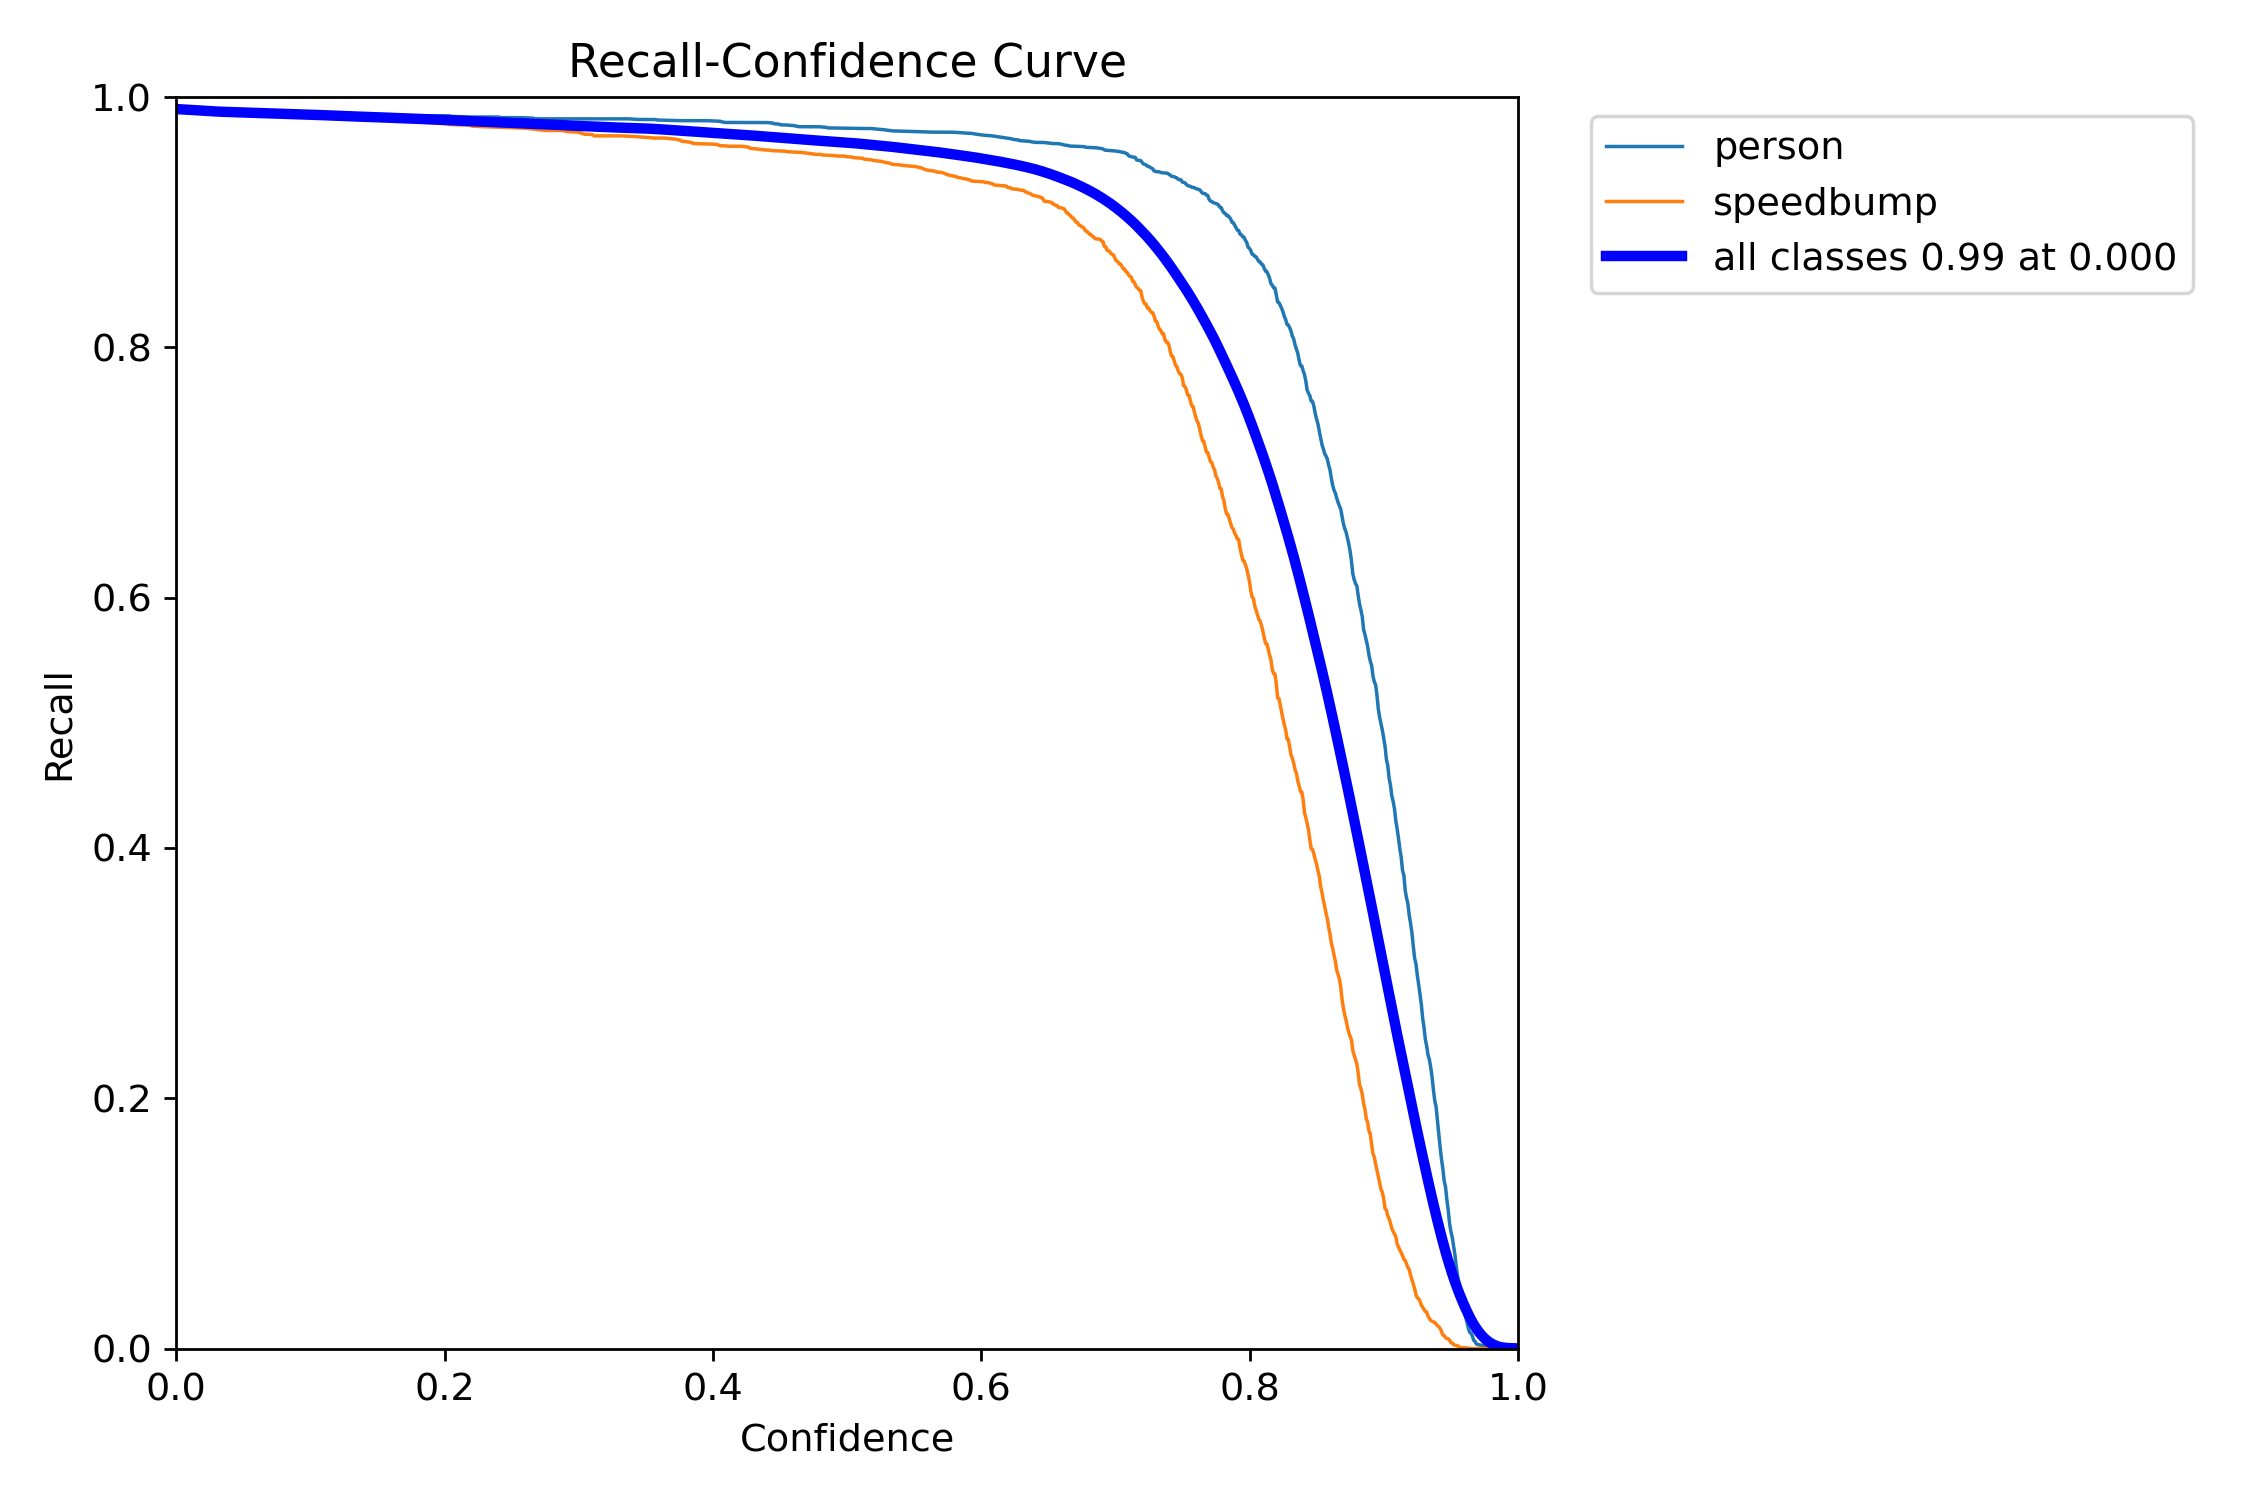 Recall-Confidence Curve
1.0
0.8
0.6
0.4
0.2
0.0
Recall
0.0 0.2 0.4 0.6 0.8 1.0
Confidence
person
speedbump
all classes 0.99 at 0.000